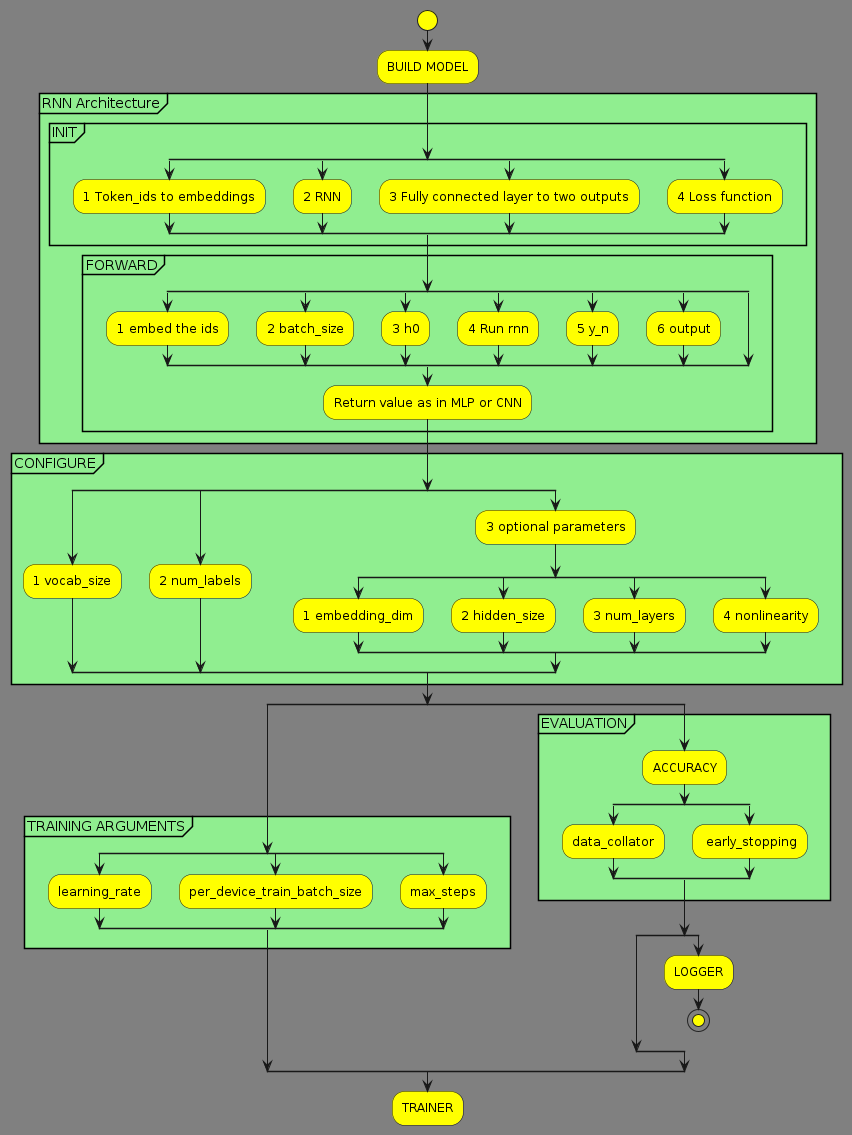 BUILD MODEL
RNN Architecture
INIT
1 Token_ids to embeddings
2 RNN
3 Fully connected layer to two outputs
4 Loss function
FORWARD
1 embed the ids
2 batch_size
3 h0
4 Run rnn
5 y_n
6 output
Return value as in MLP or CNN
CONFIGURE
3 optional parameters
1 vocab_size
2 num_labels
1 embedding_dim
2 hidden_size
3 num_layers
4 nonlinearity
EVALUATION
ACCURACY
data_collator
early_stopping
TRAINING ARGUMENTS
learning_rate
per_device_train_batch_size
max_steps
LOGGER
TRAINER